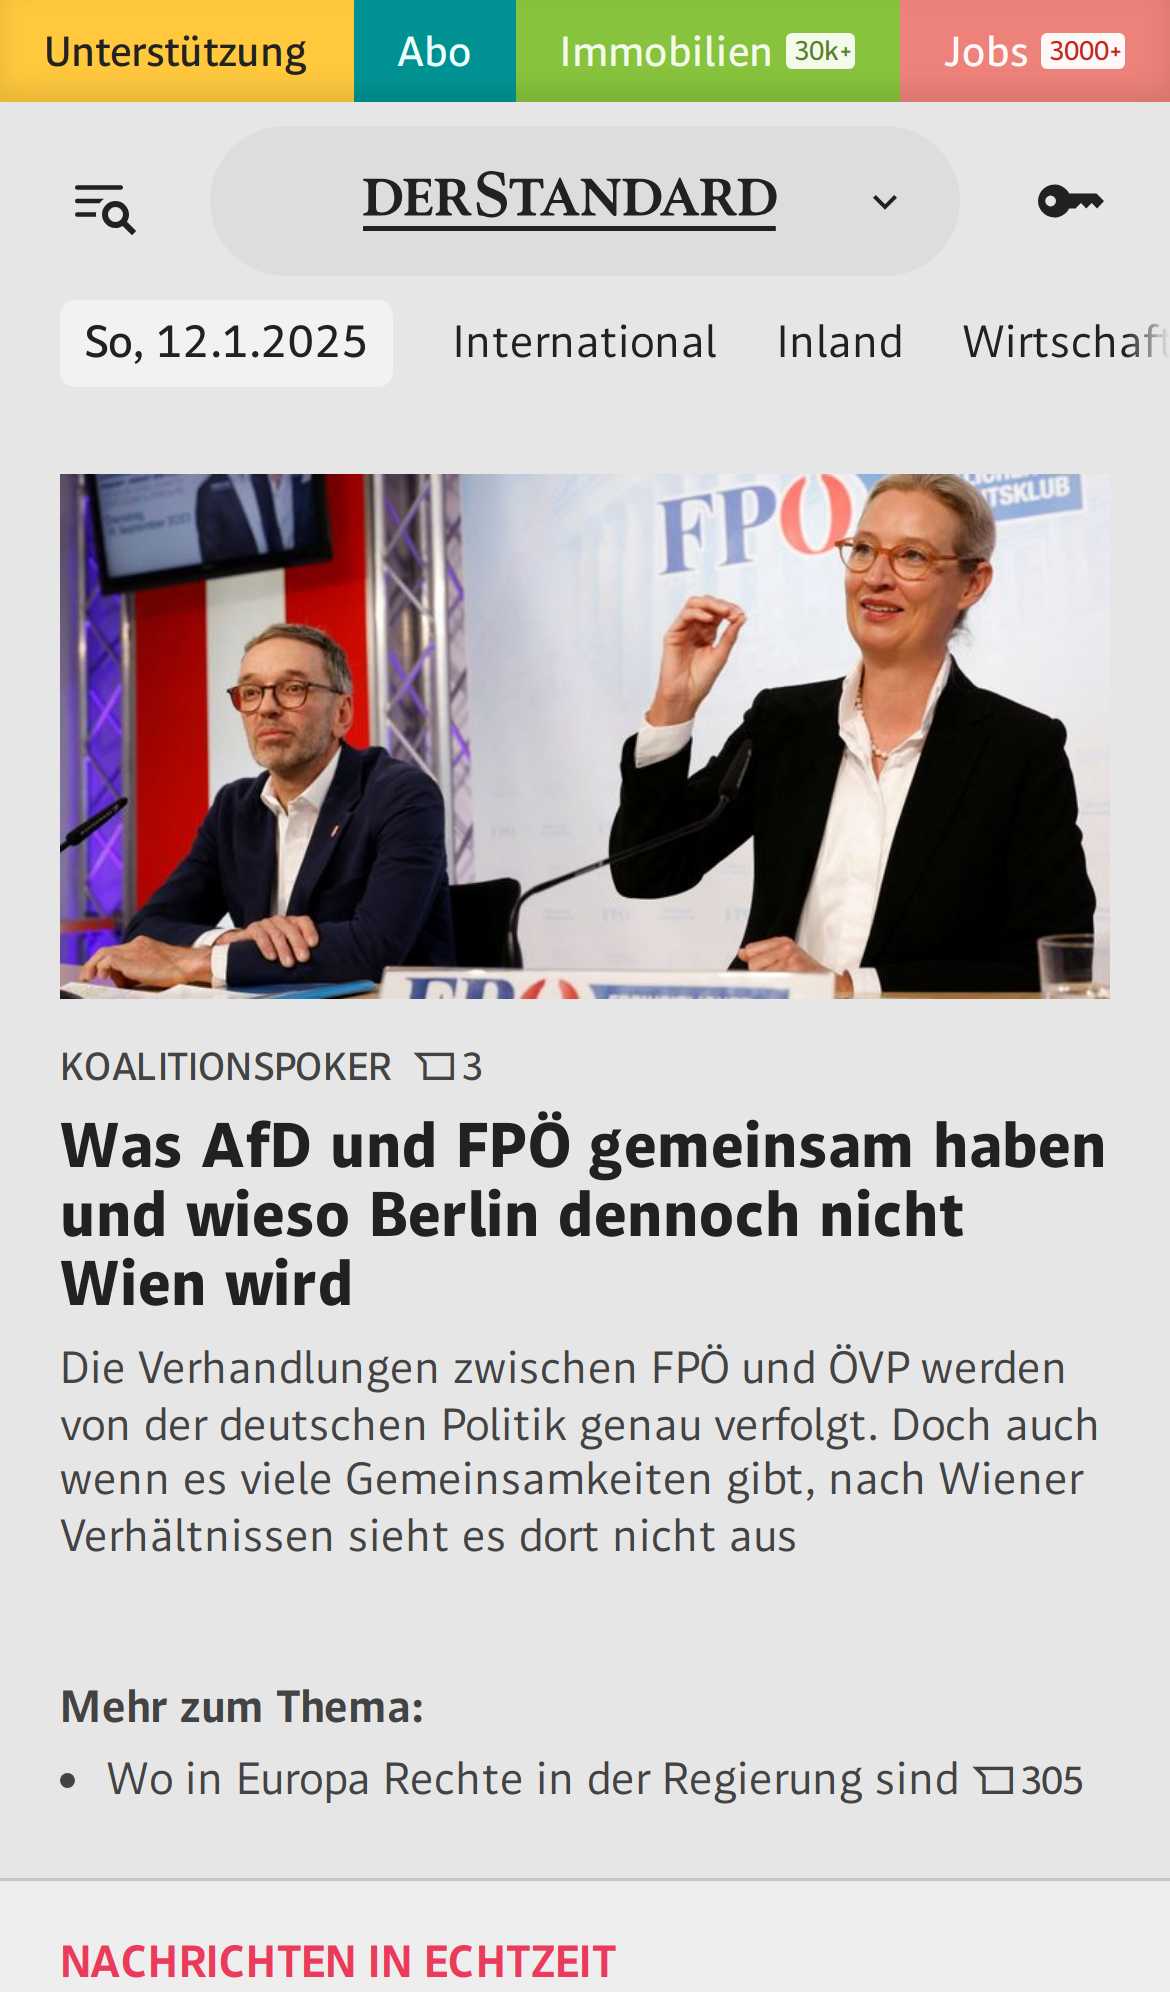 Unterstützung Abo Immobilien 30k+ Jobs 3000+
DERSTANDARD
So, 12.1.2025 International Inland Wirtschaft
FPÖ
TSKLUB
FPÖ
KOALITIONSPOKER 3
Was AfD und FPÖ gemeinsam haben
und wieso Berlin dennoch nicht
Wien wird
Die Verhandlungen zwischen FPÖ und ÖVP werden
von der deutschen Politik genau verfolgt. Doch auch
wenn es viele Gemeinsamkeiten gibt, nach Wiener
Verhältnissen sieht es dort nicht aus
Mehr zum Thema:
• Wo in Europa Rechte in der Regierung sind 305
NACHRICHTEN IN ECHTZEIT